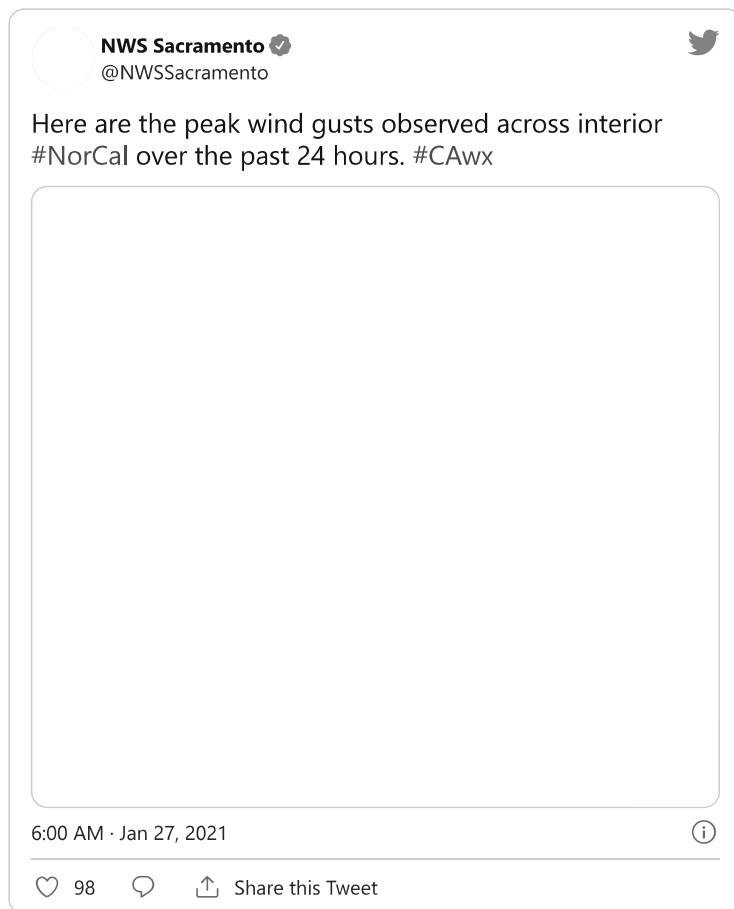 NWS Sacramento
@NWSSacramento
Here are the peak wind gusts observed across interior
#NorCal over the past 24 hours. #CAwx
6:00 AM · Jan 27, 2021
98 Share this Tweet